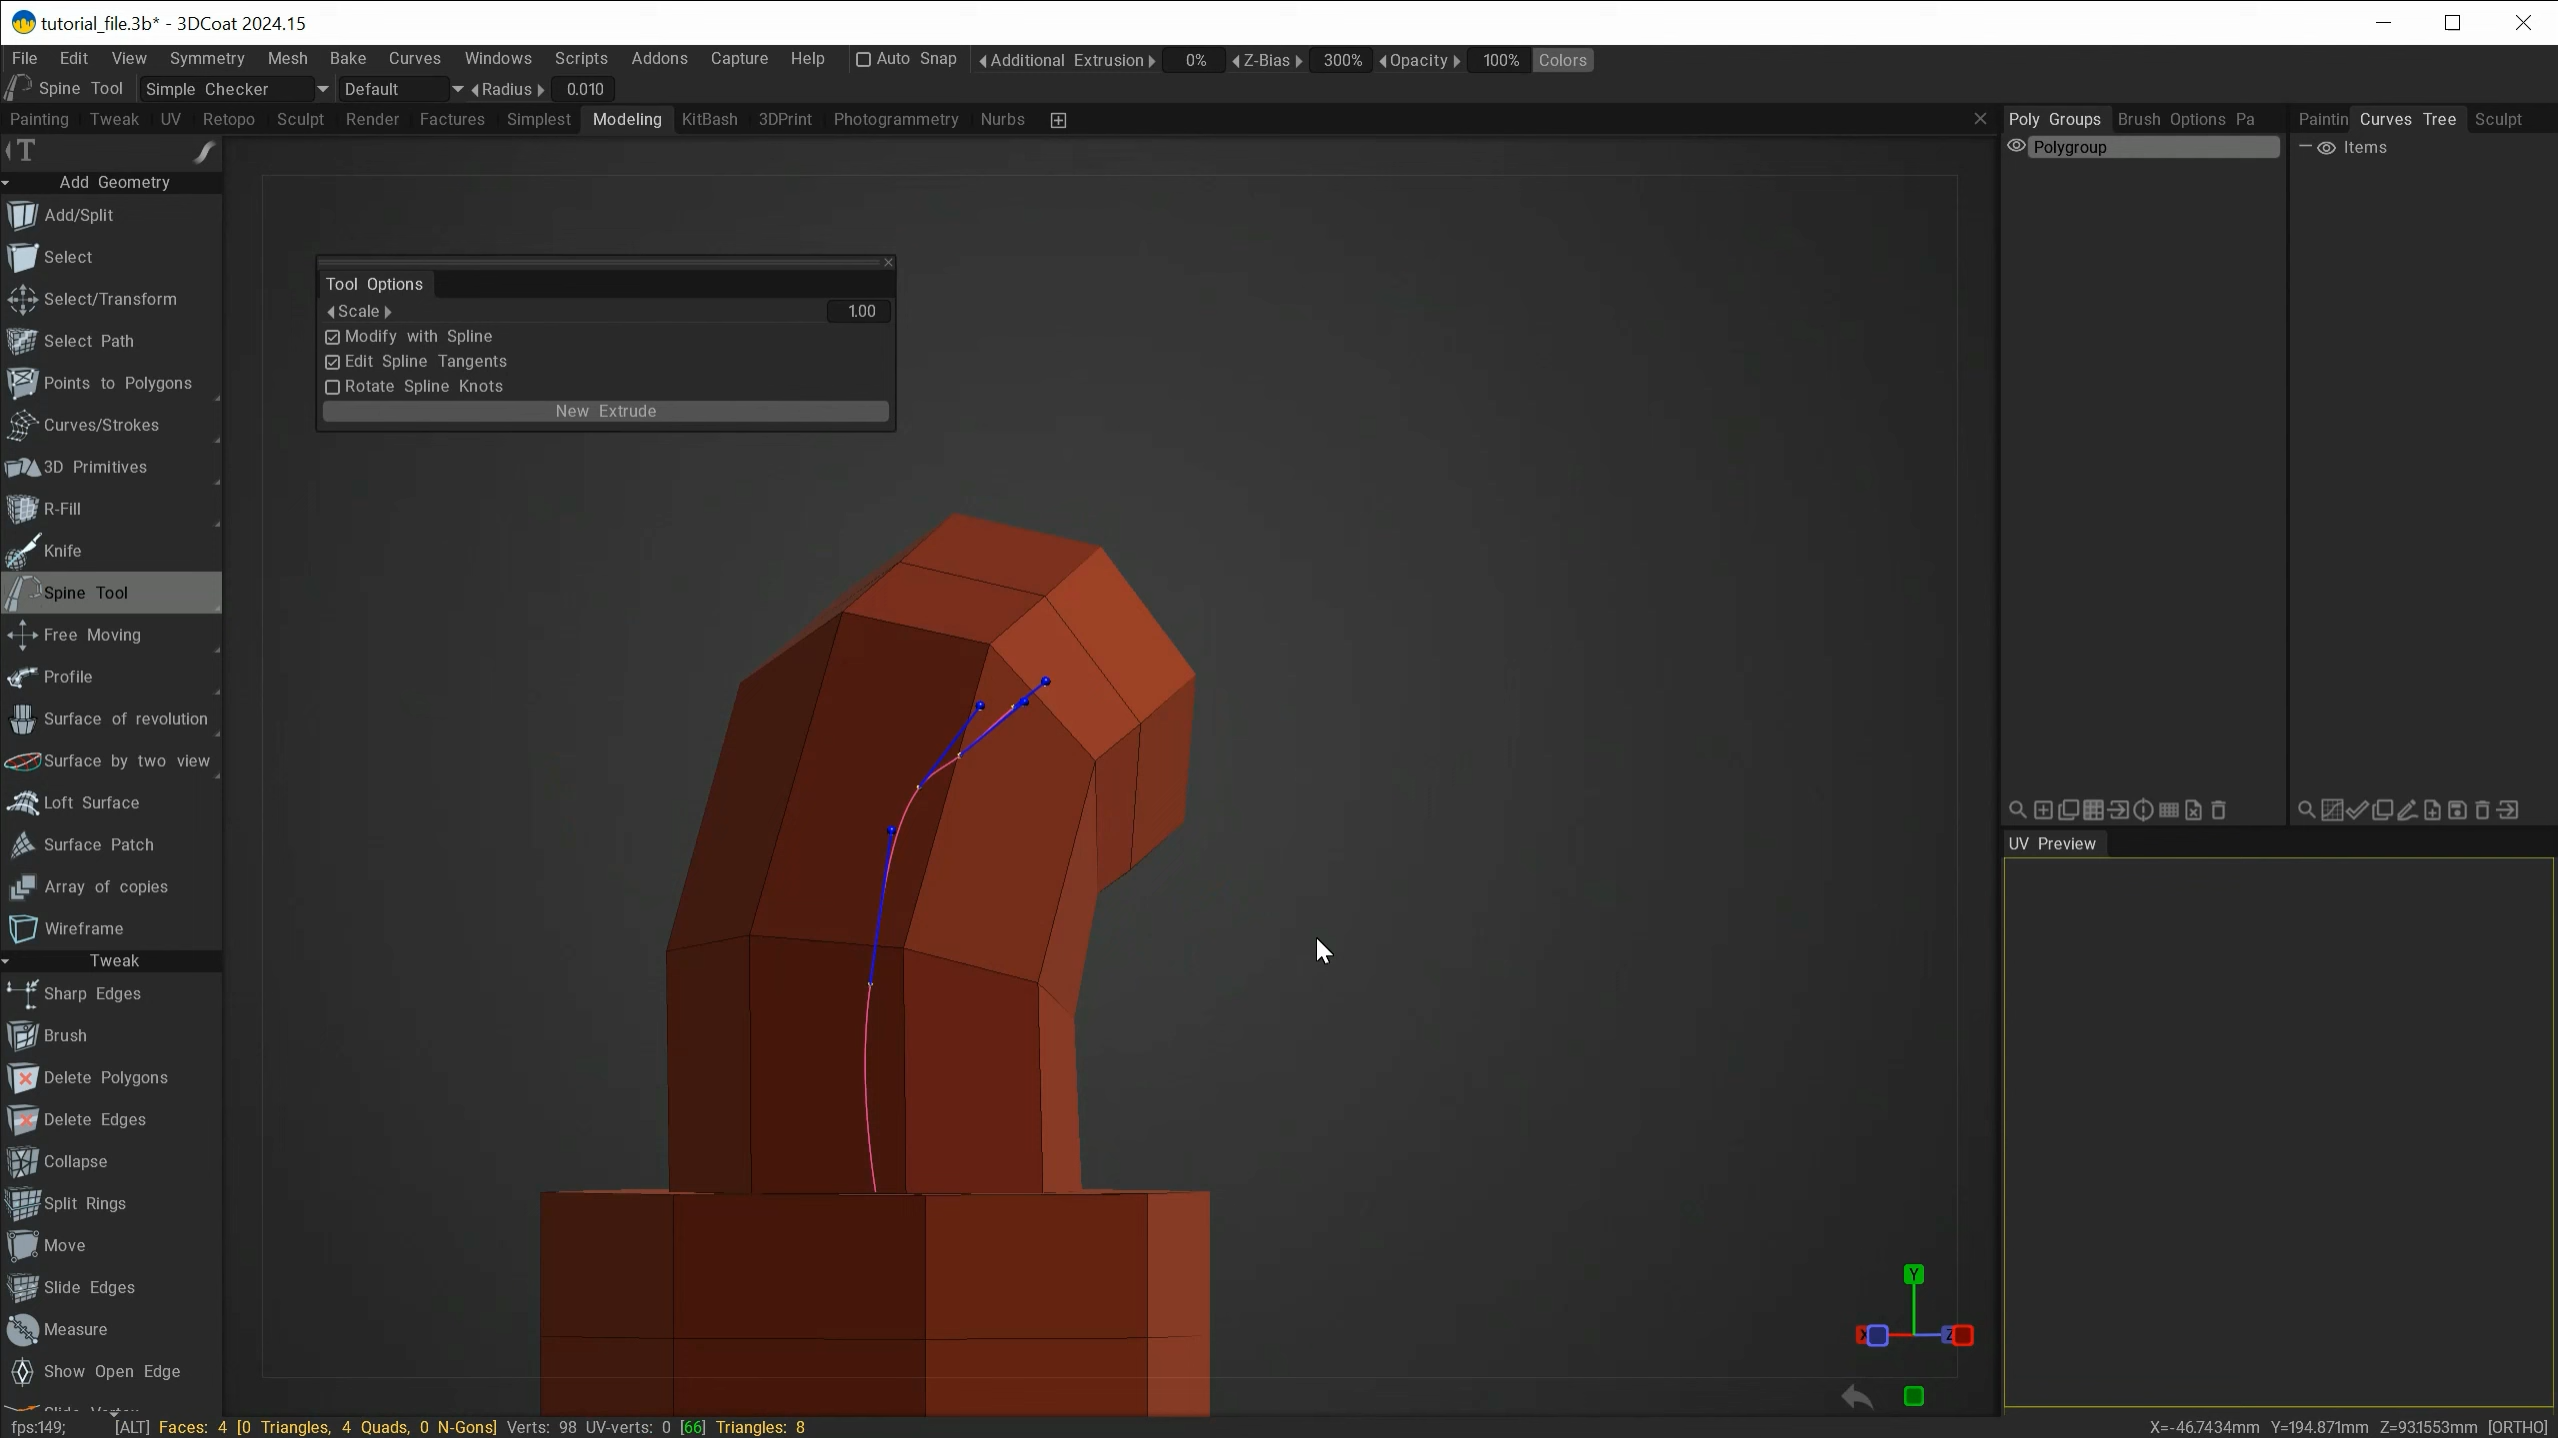 tutorial_file.3b* - 3DCoat 2024.15
File Edit View Symmetry Mesh Bake Curves Windows Scripts Addons Capture Help Auto Snap Additional Extrusion 0% Z-Bias 300% Opacity 100% Colors
Spine Tool Simple Checker Default Radius 0.010
Painting Tweak UV Retopo Sculpt Render Factures Simplest Modeling KitBash 3DPrint Photogrammetry Nurbs
Poly Groups Brush Options Pa
Paintin Curves Tree Sculpt
T
Polygroup
Items
Add Geometry
Add/Split
Select
Select/Transform
Select Path
Points to Polygons
Curves/Strokes
3D Primitives
R-Fill
Knife
Spine Tool
Free Moving
Profile
Surface of revolution
Surface by two view
Loft Surface
Surface Patch
Array of copies
Wireframe
Tweak
Sharp Edges
Brush
Delete Polygons
Delete Edges
Collapse
Split Rings
Move
Slide Edges
Measure
Show Open Edge
Tool Options
Scale 1.00
Modify with Spline
Edit Spline Tangents
Rotate Spline Knots
New Extrude
UV Preview
Y
X Z
fps:149; [ALT] Faces: 4 [0 Triangles, 4 Quads, 0 N-Gons] Verts: 98 UV-verts: 0 [66] Triangles: 8
X=-46.7434mm Y=194.871mm Z=93.1553mm [ORTHO]